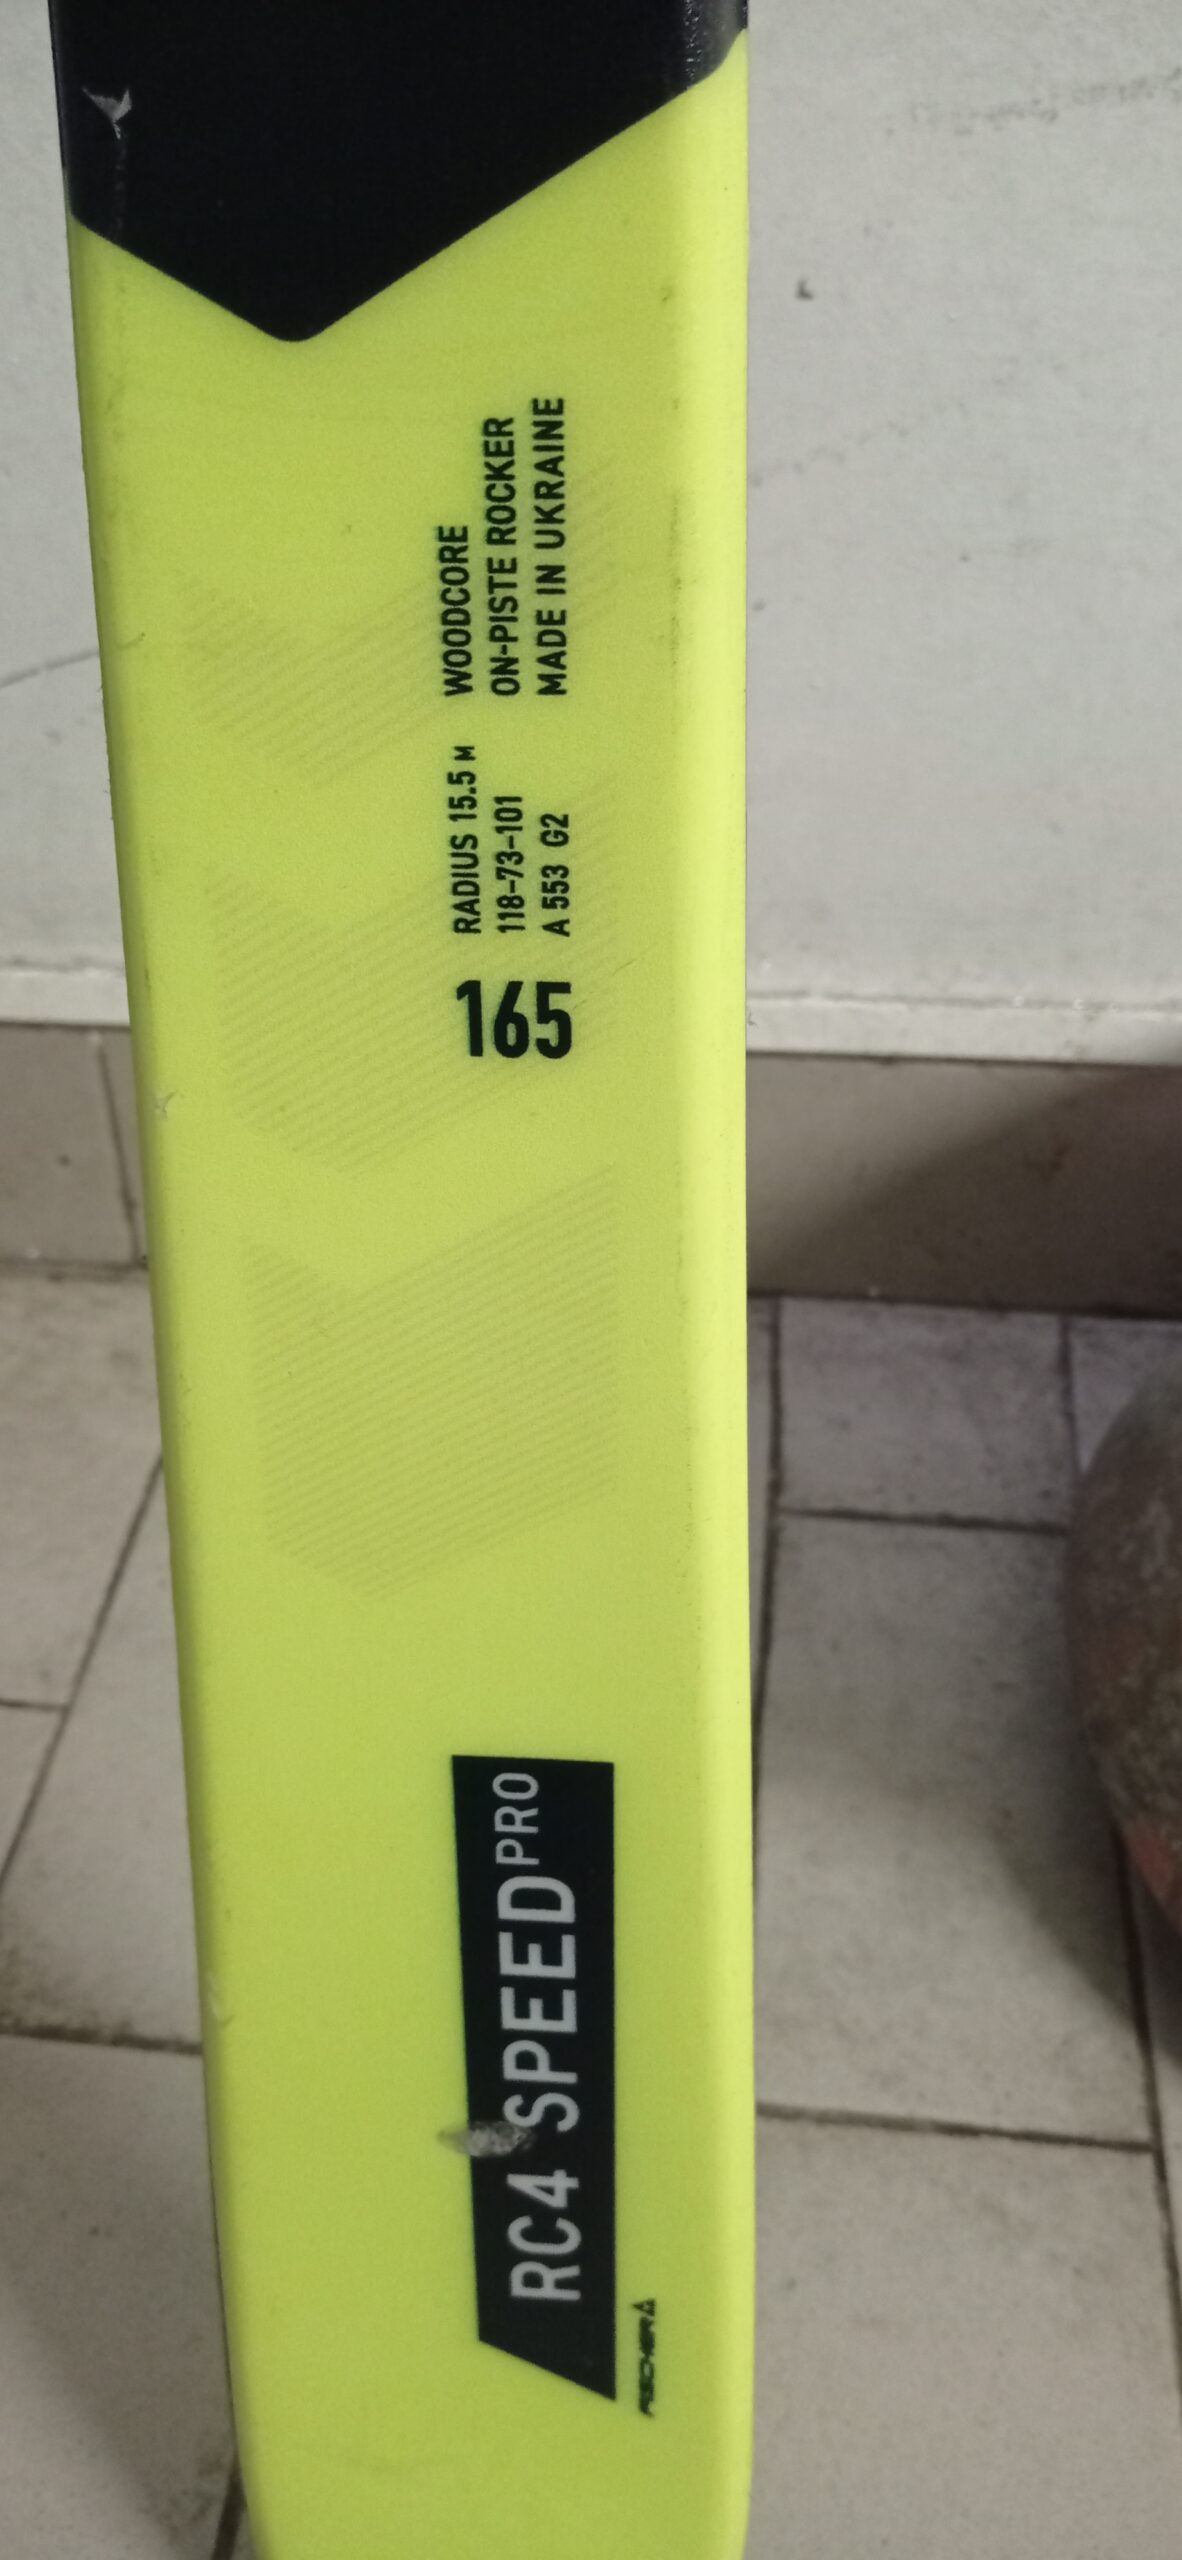 RC4 SPEED PRO
FISCHER
165
RADIUS 15.5 M
118-73-101
A 553 G2
WOODCORE
ON-PISTE ROCKER
MADE IN UKRAINE